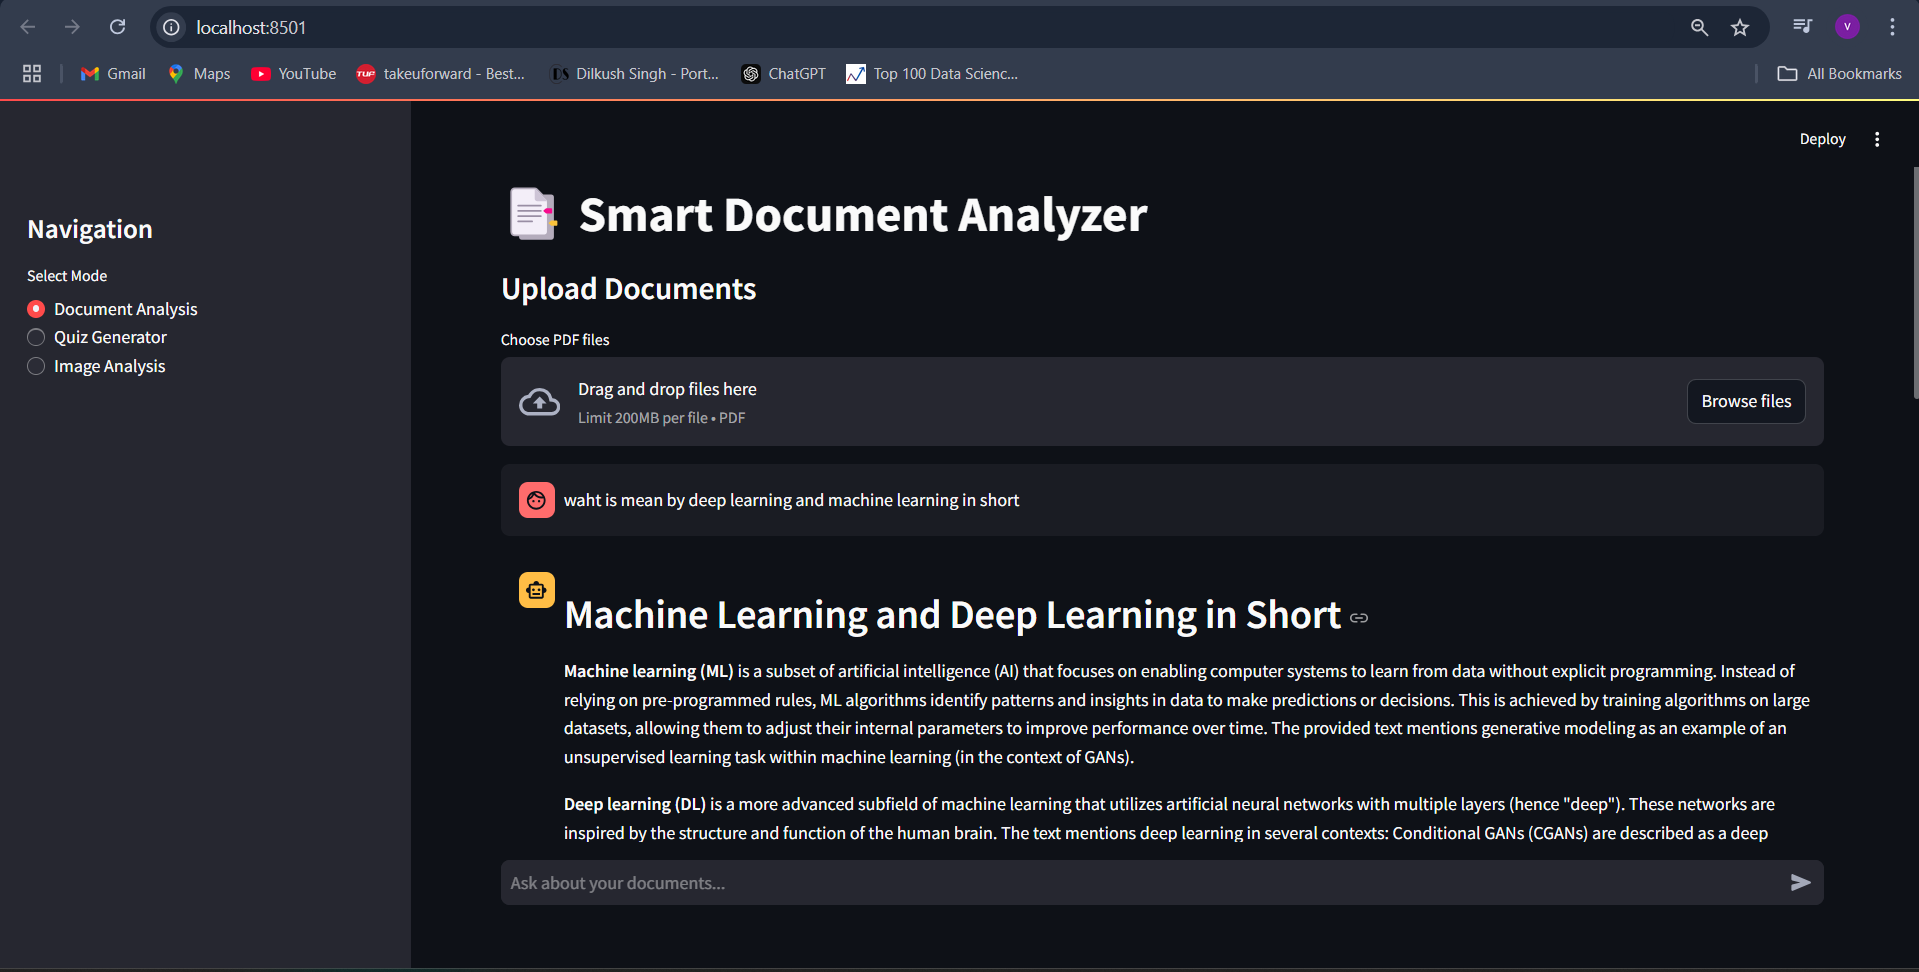 localhost:8501
V
Gmail
Maps
YouTube
TUF
takeuforward - Best...
DS
Dilkush Singh - Port...
ChatGPT
Top 100 Data Scienc...
All Bookmarks
Deploy
Navigation
Select Mode
Document Analysis
Quiz Generator
Image Analysis
Smart Document Analyzer
Upload Documents
Choose PDF files
Drag and drop files here
Limit 200MB per file • PDF
Browse files
waht is mean by deep learning and machine learning in short
Machine Learning and Deep Learning in Short
Machine learning (ML) is a subset of artificial intelligence (AI) that focuses on enabling computer systems to learn from data without explicit programming. Instead of
relying on pre-programmed rules, ML algorithms identify patterns and insights in data to make predictions or decisions. This is achieved by training algorithms on large
datasets, allowing them to adjust their internal parameters to improve performance over time. The provided text mentions generative modeling as an example of an
unsupervised learning task within machine learning (in the context of GANs).
Deep learning (DL) is a more advanced subfield of machine learning that utilizes artificial neural networks with multiple layers (hence "deep"). These networks are
inspired by the structure and function of the human brain. The text mentions deep learning in several contexts: Conditional GANs (CGANs) are described as a deep
Ask about your documents...